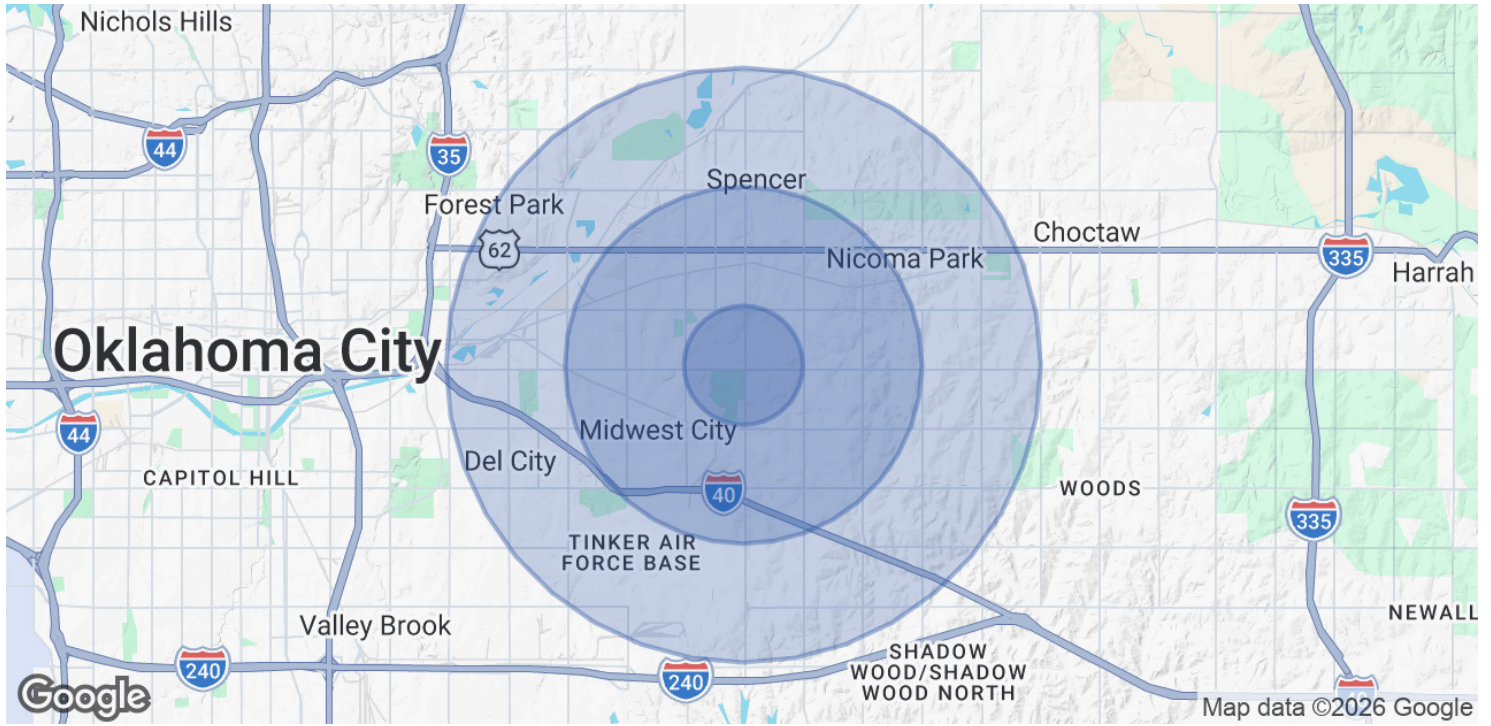 Nichols Hills
44
35
Spencer
Forest Park
62
Choctaw
Nicoma Park
335
Harrah
Oklahoma City
44
Midwest City
Del City
CAPITOL HILL
40
WOODS
335
TINKER AIR
FORCE BASE
Valley Brook
NEWALL
SHADOW
WOOD/SHADOW
WOOD NORTH
240
240
Google
Map data ©2026 Google